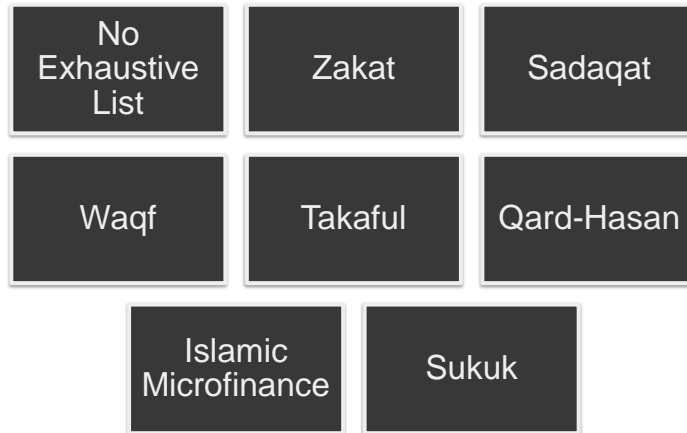 No
Exhaustive
List
Zakat
Sadaqat
Waqf
Takaful
Qard-Hasan
Islamic
Microfinance
Sukuk